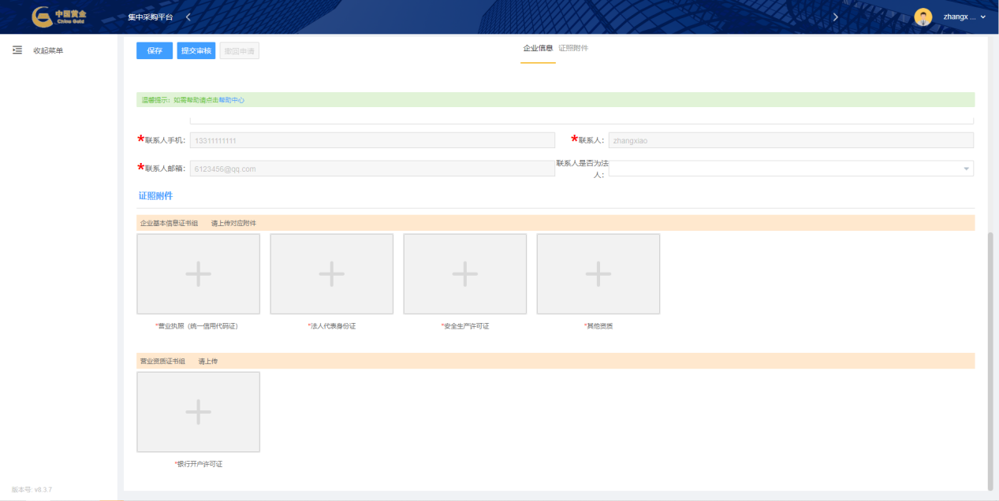 中国黄金
China Gold
集中采购平台
zhangx ...
收起菜单
保存 提交审核 撤回申请
企业信息 证照附件
温馨提示：如需帮助请点击帮助中心
*联系人手机： 13311111111
*联系人： zhangxiao
*联系人邮箱： 6123456@qq.com
联系人是否为法
人：
证照附件
企业基本信息证书组 请上传对应附件
*营业执照（统一信用代码证）
*法人代表身份证
*安全生产许可证
*其他资质
营业资质证书组 请上传
*银行开户许可证
版本号: v8.3.7